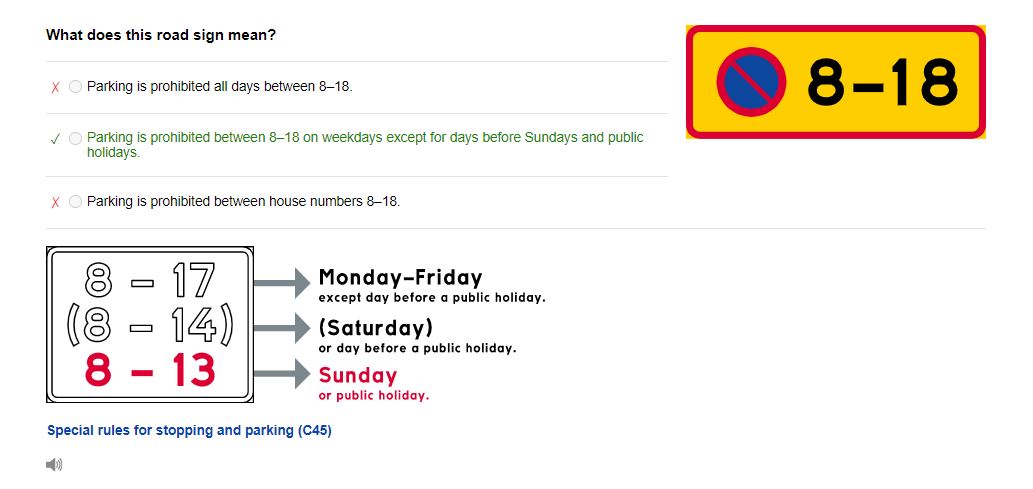 What does this road sign mean?
8–18
✗ Parking is prohibited all days between 8–18.
✓ Parking is prohibited between 8–18 on weekdays except for days before Sundays and public
holidays.
✗ Parking is prohibited between house numbers 8–18.
8 – 17
Monday–Friday
except day before a public holiday.
(8 – 14)
(Saturday)
or day before a public holiday.
8 – 13
Sunday
or public holiday.
Special rules for stopping and parking (C45)